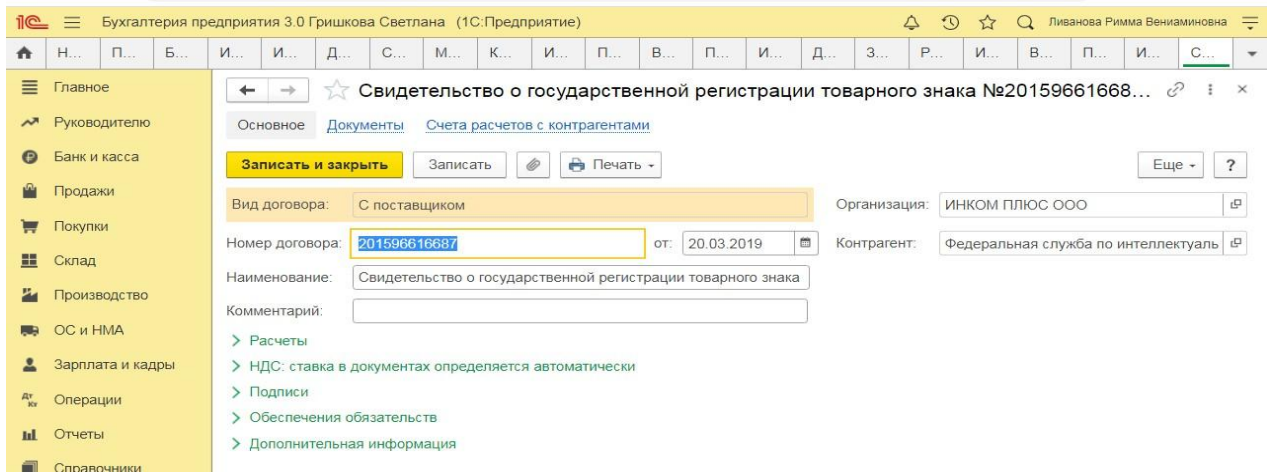 1С Бухгалтерия предприятия 3.0 Гришкова Светлана (1С:Предприятие) Ливанова Римма Вениаминовна
Н... П... Б... И... И... Д... С... М... К... И... П... В... П... И... Д... З... Р... И... В... П... И... С...
Главное
Руководителю
Банк и касса
Продажи
Покупки
Склад
Производство
ОС и НМА
Зарплата и кадры
Дт Кт Операции
Отчеты
Справочники
Свидетельство о государственной регистрации товарного знака №20159661668...
Основное Документы Счета расчетов с контрагентами
Записать и закрыть Записать Печать Еще ?
Вид договора: С поставщиком Организация: ИНКОМ ПЛЮС ООО
Номер договора: 201596616687 от: 20.03.2019 Контрагент: Федеральная служба по интеллектуаль
Наименование: Свидетельство о государственной регистрации товарного знака
Комментарий:
Расчеты
НДС: ставка в документах определяется автоматически
Подписи
Обеспечения обязательств
Дополнительная информация